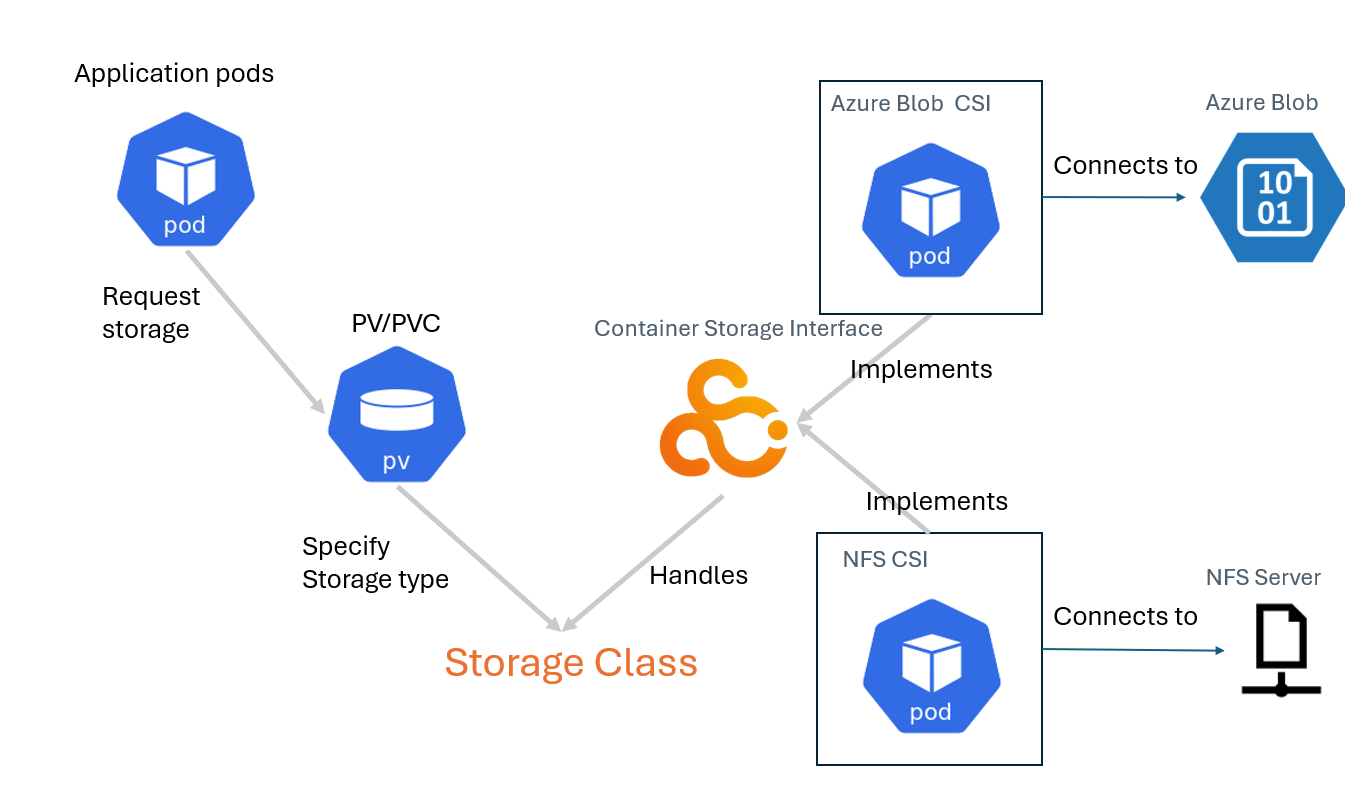 Application pods
pod
Request
storage
PV/PVC
pv
Specify
Storage type
Storage Class
Container Storage Interface
Handles
Azure Blob  CSI
pod
Implements
Connects to
Azure Blob
10
01
Implements
NFS CSI
pod
Connects to
NFS Server